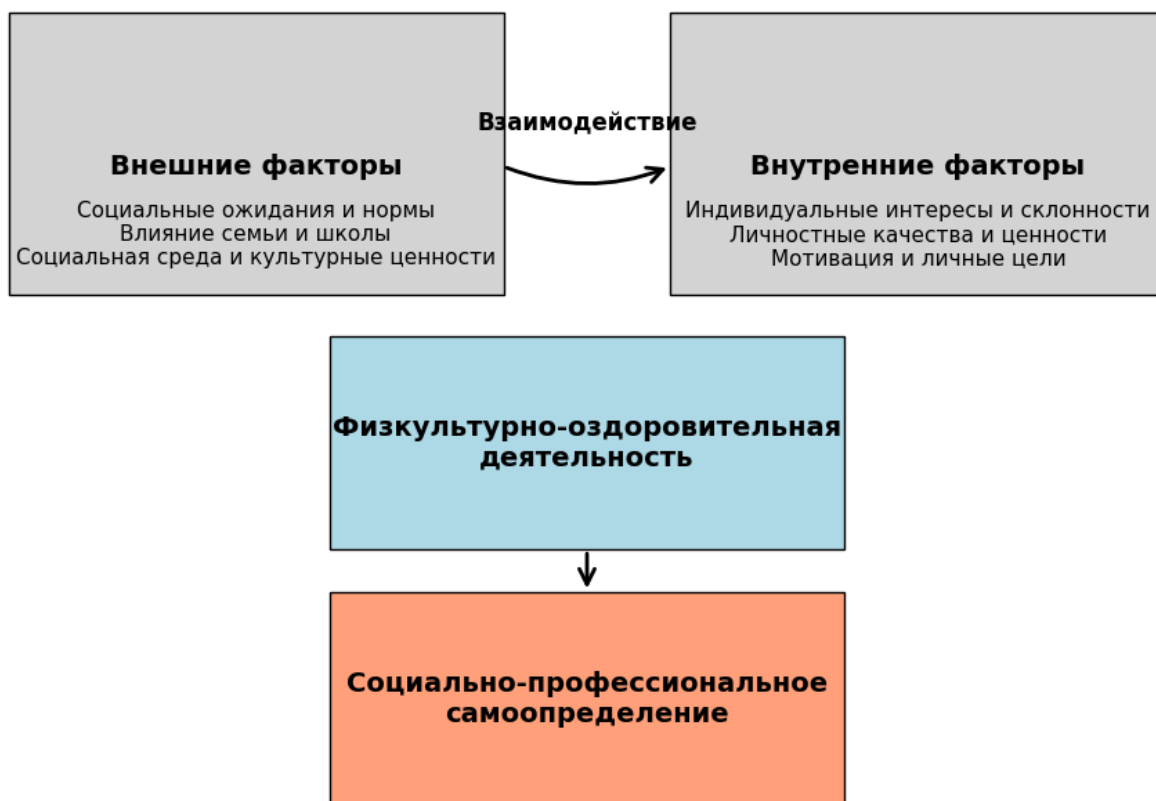 Взаимодействие
Внешние факторы
Социальные ожидания и нормы
Влияние семьи и школы
Социальная среда и культурные ценности
Внутренние факторы
Индивидуальные интересы и склонности
Личностные качества и ценности
Мотивация и личные цели
Физкультурно-оздоровительная
деятельность
Социально-профессиональное
самоопределение